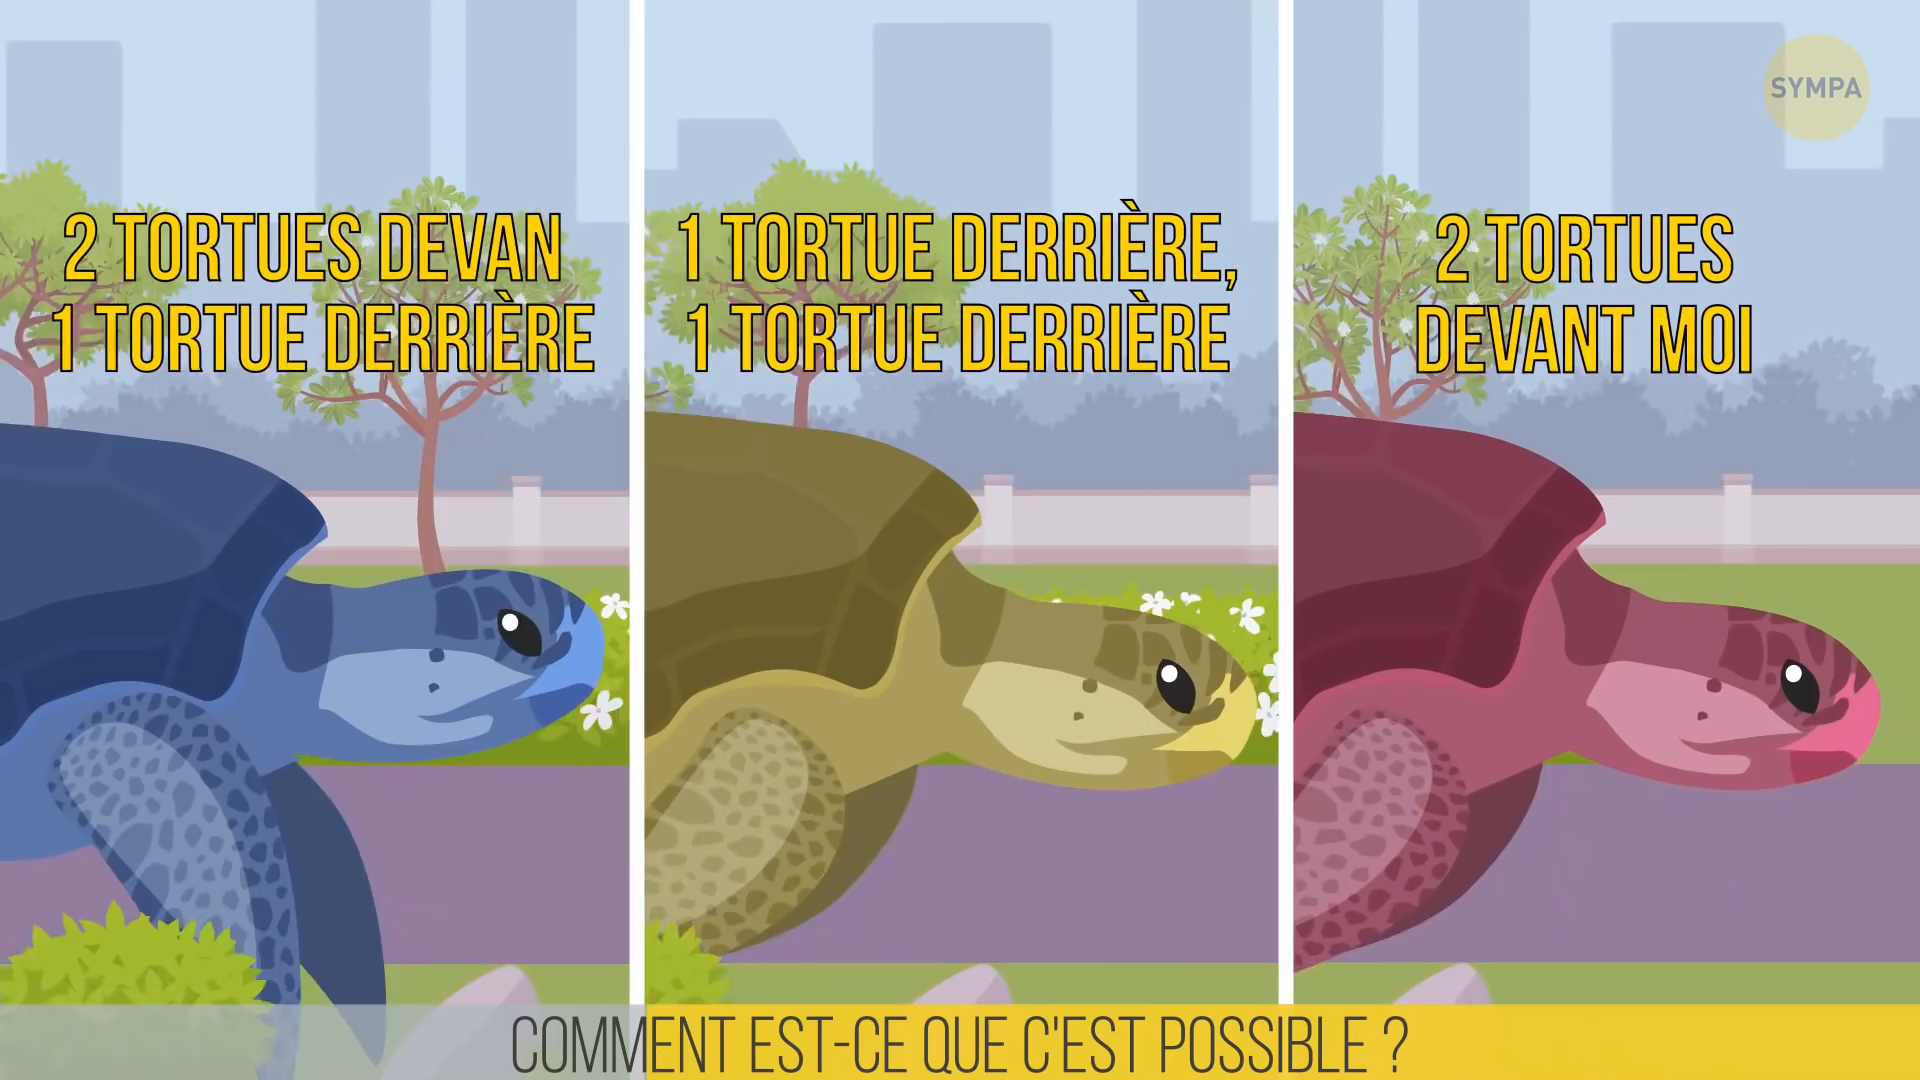 2 TORTUES DEVAN
1 TORTUE DERRIÈRE
1 TORTUE DERRIÈRE,
1 TORTUE DERRIÈRE
2 TORTUES
DEVANT MOI
SYMPA
COMMENT EST-CE QUE C'EST POSSIBLE ?